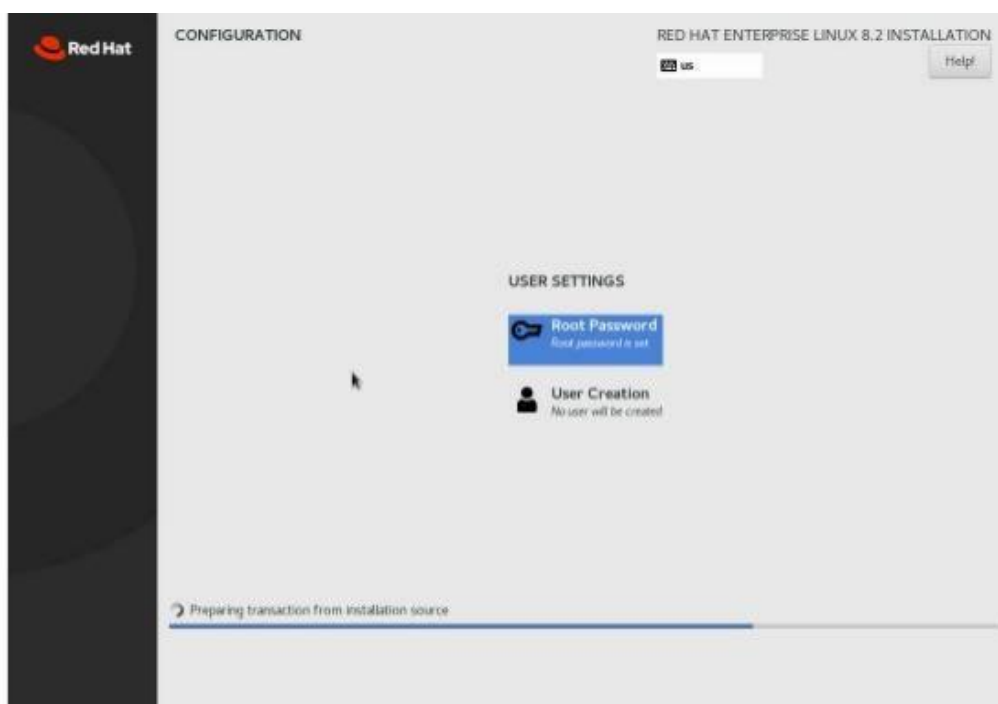 Red Hat
CONFIGURATION
RED HAT ENTERPRISE LINUX 8.2 INSTALLATION
us
Help!
USER SETTINGS
Root Password
Root password is set
User Creation
No user will be created
Preparing transaction from installation source